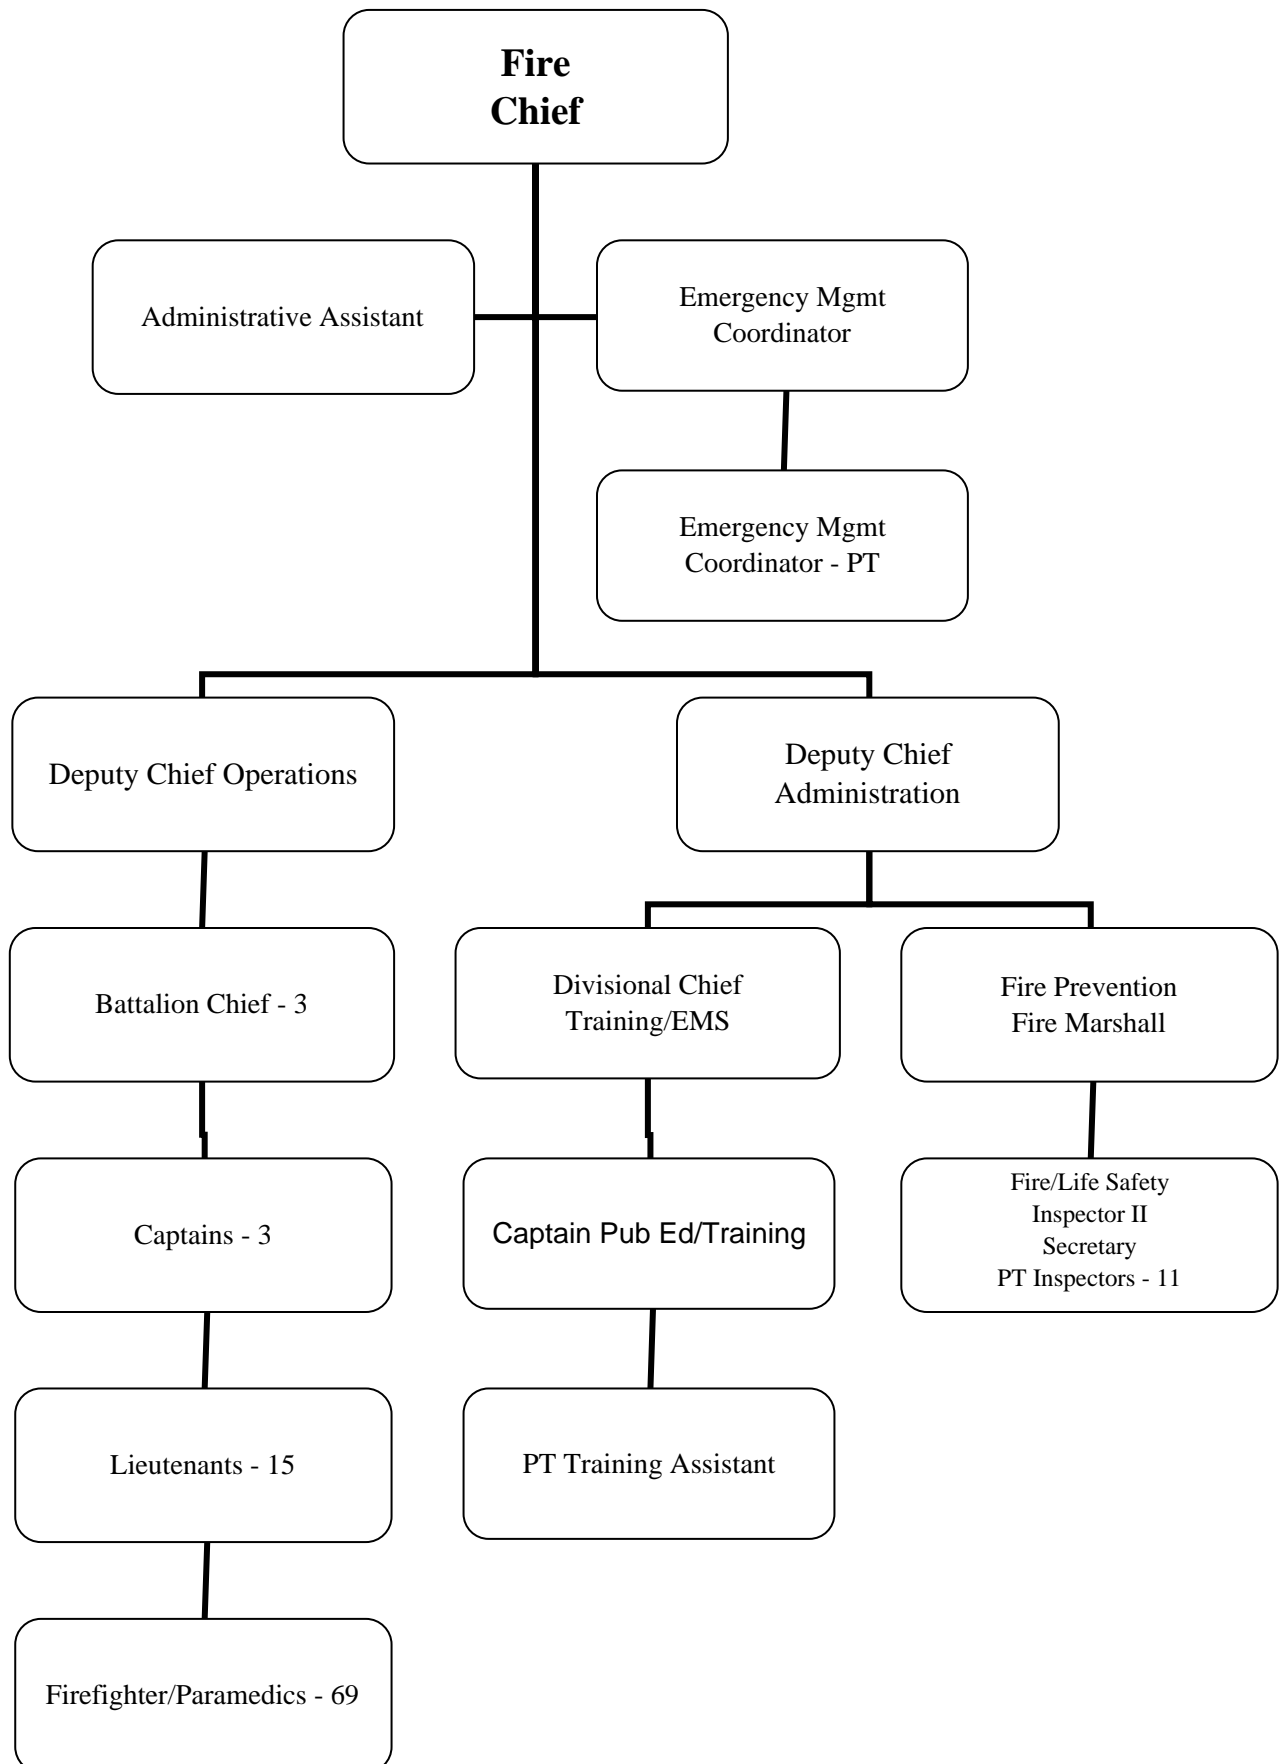 Fire
Chief
Administrative Assistant
Emergency Mgmt
Coordinator
Emergency Mgmt
Coordinator - PT
Deputy Chief Operations
Deputy Chief
Administration
Battalion Chief - 3
Divisional Chief
Training/EMS
Fire Prevention
Fire Marshall
Captains - 3
Captain Pub Ed/Training
Fire/Life Safety
Inspector II
Secretary
PT Inspectors - 11
Lieutenants - 15
PT Training Assistant
Firefighter/Paramedics - 69